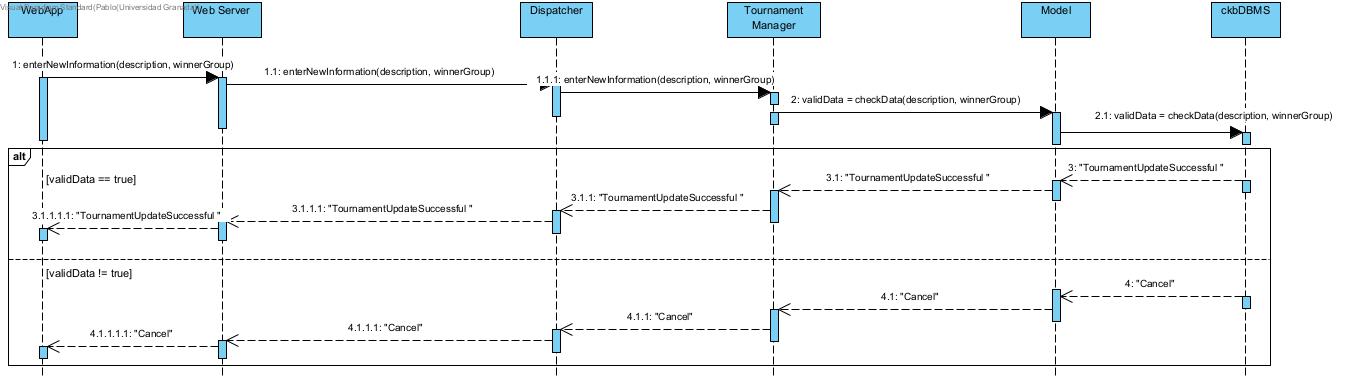 WebApp
Web Server
Dispatcher
Tournament
Manager
Model
ckbDBMS
Standard(Pablo(Universidad Granada
1: enterNewInformation(description, winnerGroup)
1.1: enterNewInformation(description, winnerGroup)
1.1.1: enterNewInformation(description, winnerGroup)
2: validData = checkData(description, winnerGroup)
2.1: validData = checkData(description, winnerGroup)
alt
[validData == true]
3: "TournamentUpdateSuccessful "
3.1: "TournamentUpdateSuccessful "
3.1.1: "TournamentUpdateSuccessful "
3.1.1.1: "TournamentUpdateSuccessful "
3.1.1.1.1: "TournamentUpdateSuccessful "
[validData != true]
4: "Cancel"
4.1: "Cancel"
4.1.1: "Cancel"
4.1.1.1: "Cancel"
4.1.1.1.1: "Cancel"